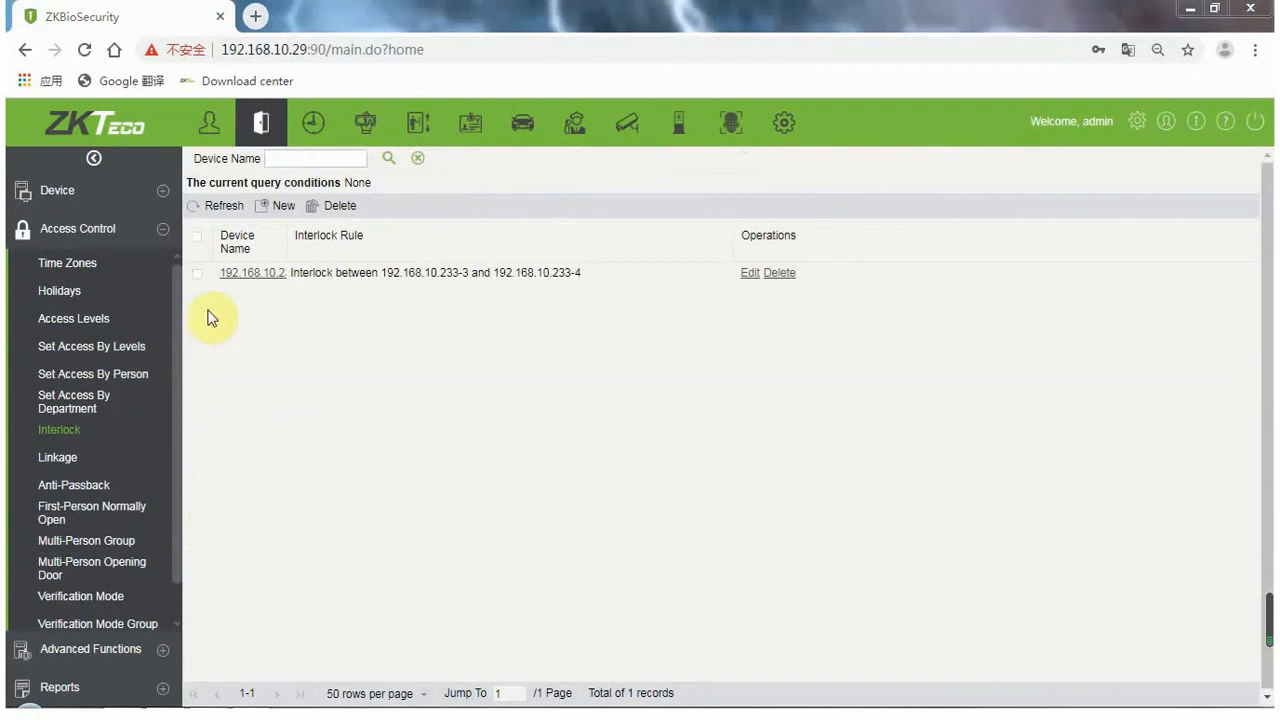 ZKBioSecurity
不安全 192.168.10.29:90/main.do?home
应用 Google 翻译 Download center
ZKTeco
Welcome, admin
Device
Access Control
Time Zones
Holidays
Access Levels
Set Access By Levels
Set Access By Person
Set Access By
Department
Interlock
Linkage
Anti-Passback
First-Person Normally
Open
Multi-Person Group
Multi-Person Opening
Door
Verification Mode
Verification Mode Group
Advanced Functions
Reports
Device Name
The current query conditions None
Refresh New Delete
Device
Name
Interlock Rule
Operations
192.168.10.2 Interlock between 192.168.10.233-3 and 192.168.10.233-4 Edit Delete
1-1 50 rows per page Jump To 1 /1 Page Total of 1 records